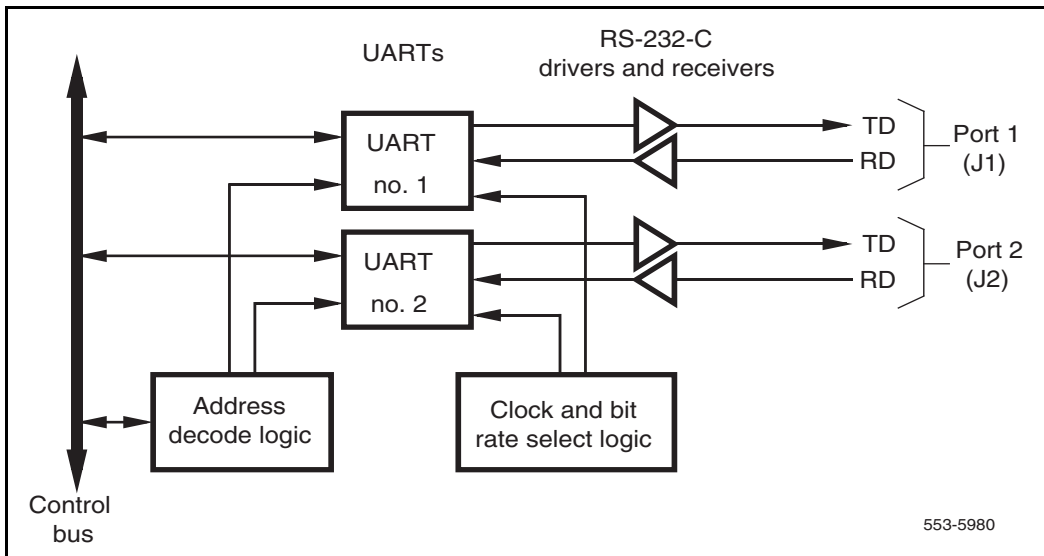 UARTs
RS-232-C
drivers and receivers
UART
no. 1
TD
RD
Port 1
(J1)
UART
no. 2
TD
RD
Port 2
(J2)
Address
decode logic
Clock and bit
rate select logic
Control
bus
553-5980